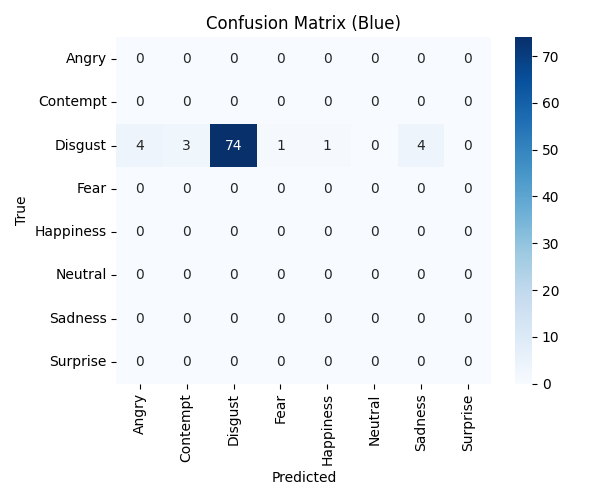 Confusion Matrix (Blue)
Angry 0 0 0 0 0 0 0 0
Contempt 0 0 0 0 0 0 0 0
Disgust 4 3 74 1 1 0 4 0
Fear 0 0 0 0 0 0 0 0
Happiness 0 0 0 0 0 0 0 0
Neutral 0 0 0 0 0 0 0 0
Sadness 0 0 0 0 0 0 0 0
Surprise 0 0 0 0 0 0 0 0
True
Angry Contempt Disgust Fear Happiness Neutral Sadness Surprise
Predicted
70
60
50
40
30
20
10
0